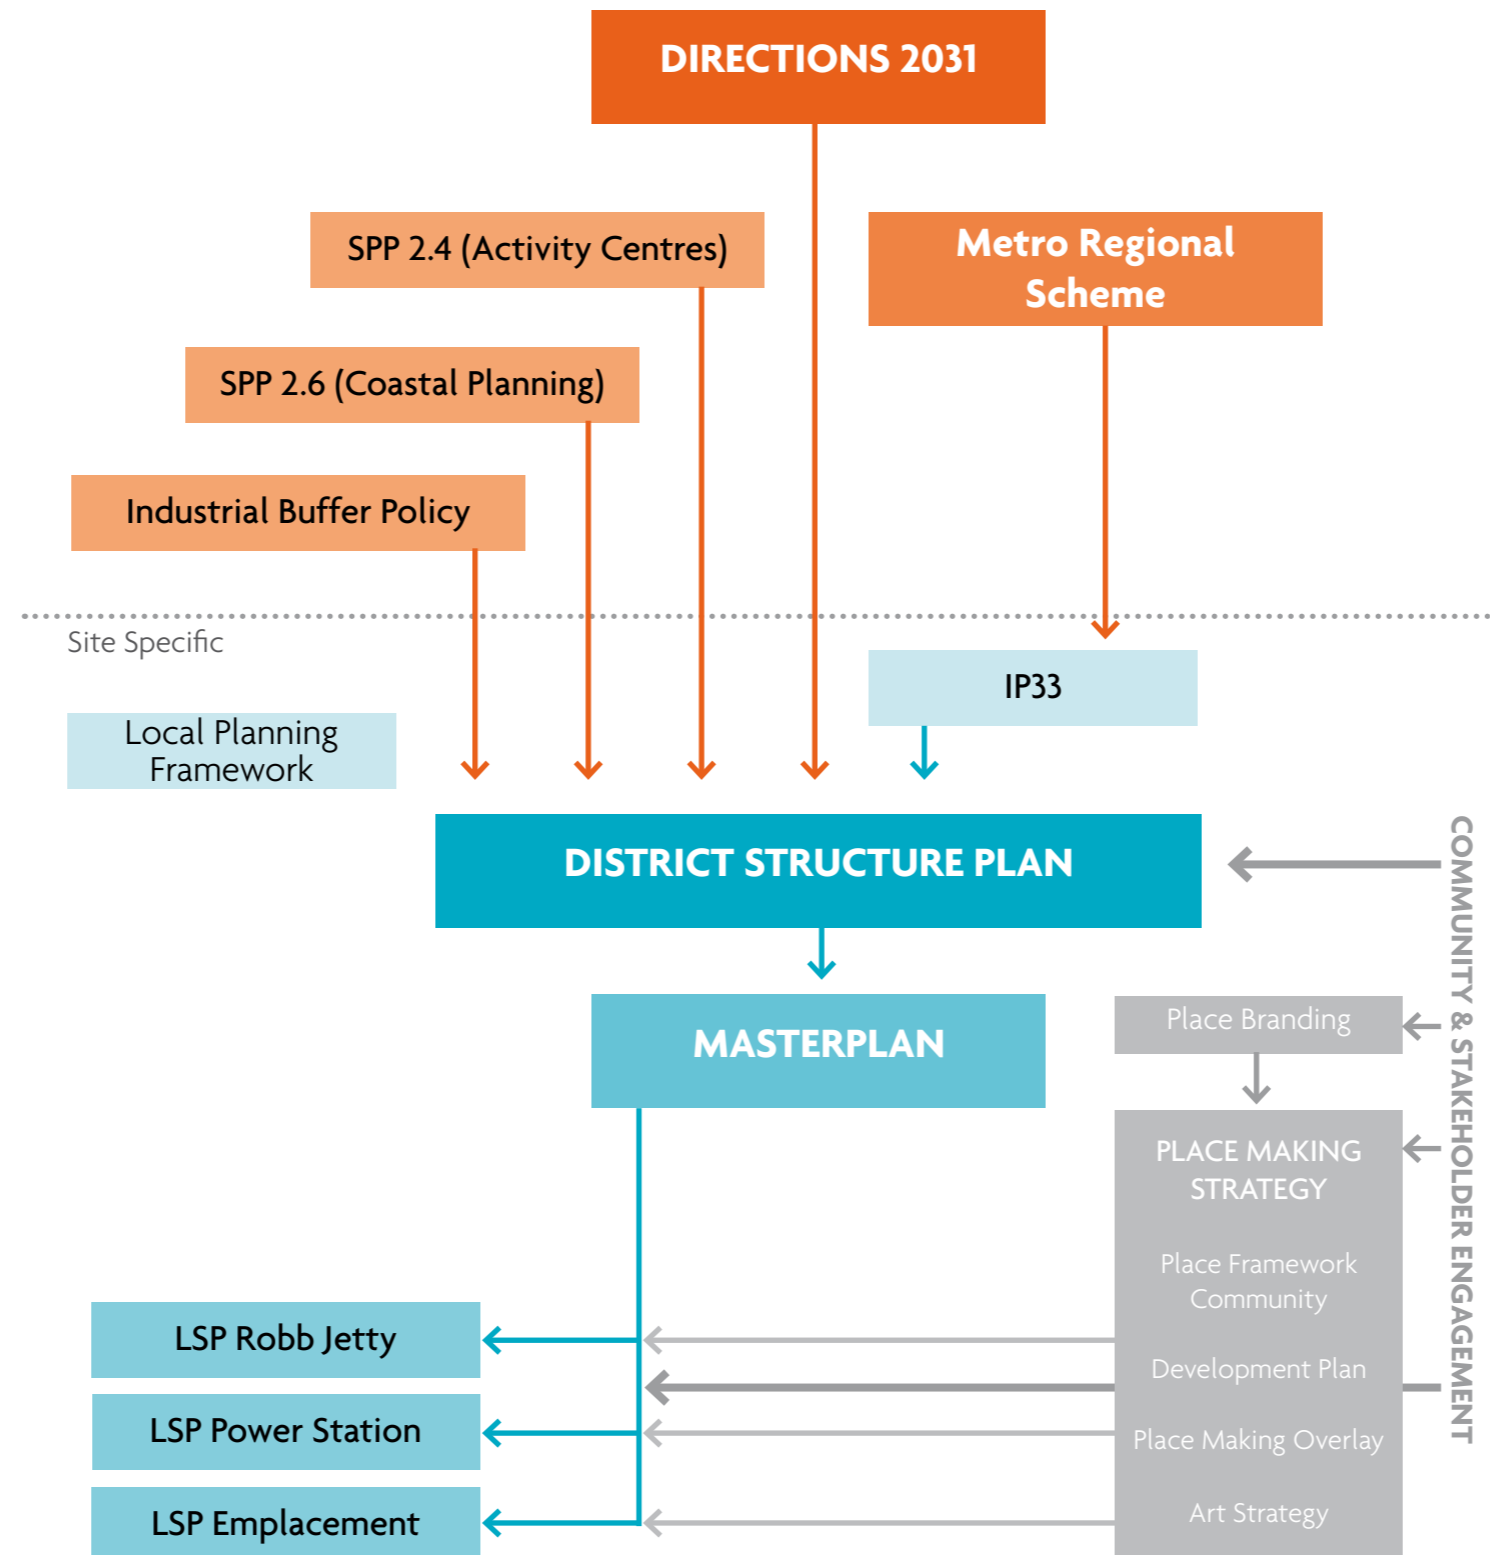 DIRECTIONS 2031
SPP 2.4 (Activity Centres)
Metro Regional
Scheme
SPP 2.6 (Coastal Planning)
Industrial Buffer Policy
Site Specific
IP33
Local Planning
Framework
DISTRICT STRUCTURE PLAN
COMMUNITY & STAKEHOLDER ENGAGEMENT
MASTERPLAN
Place Branding
PLACE MAKING
STRATEGY
Place Framework
Community
Development Plan
Place Making Overlay
Art Strategy
LSP Robb Jetty
LSP Power Station
LSP Emplacement